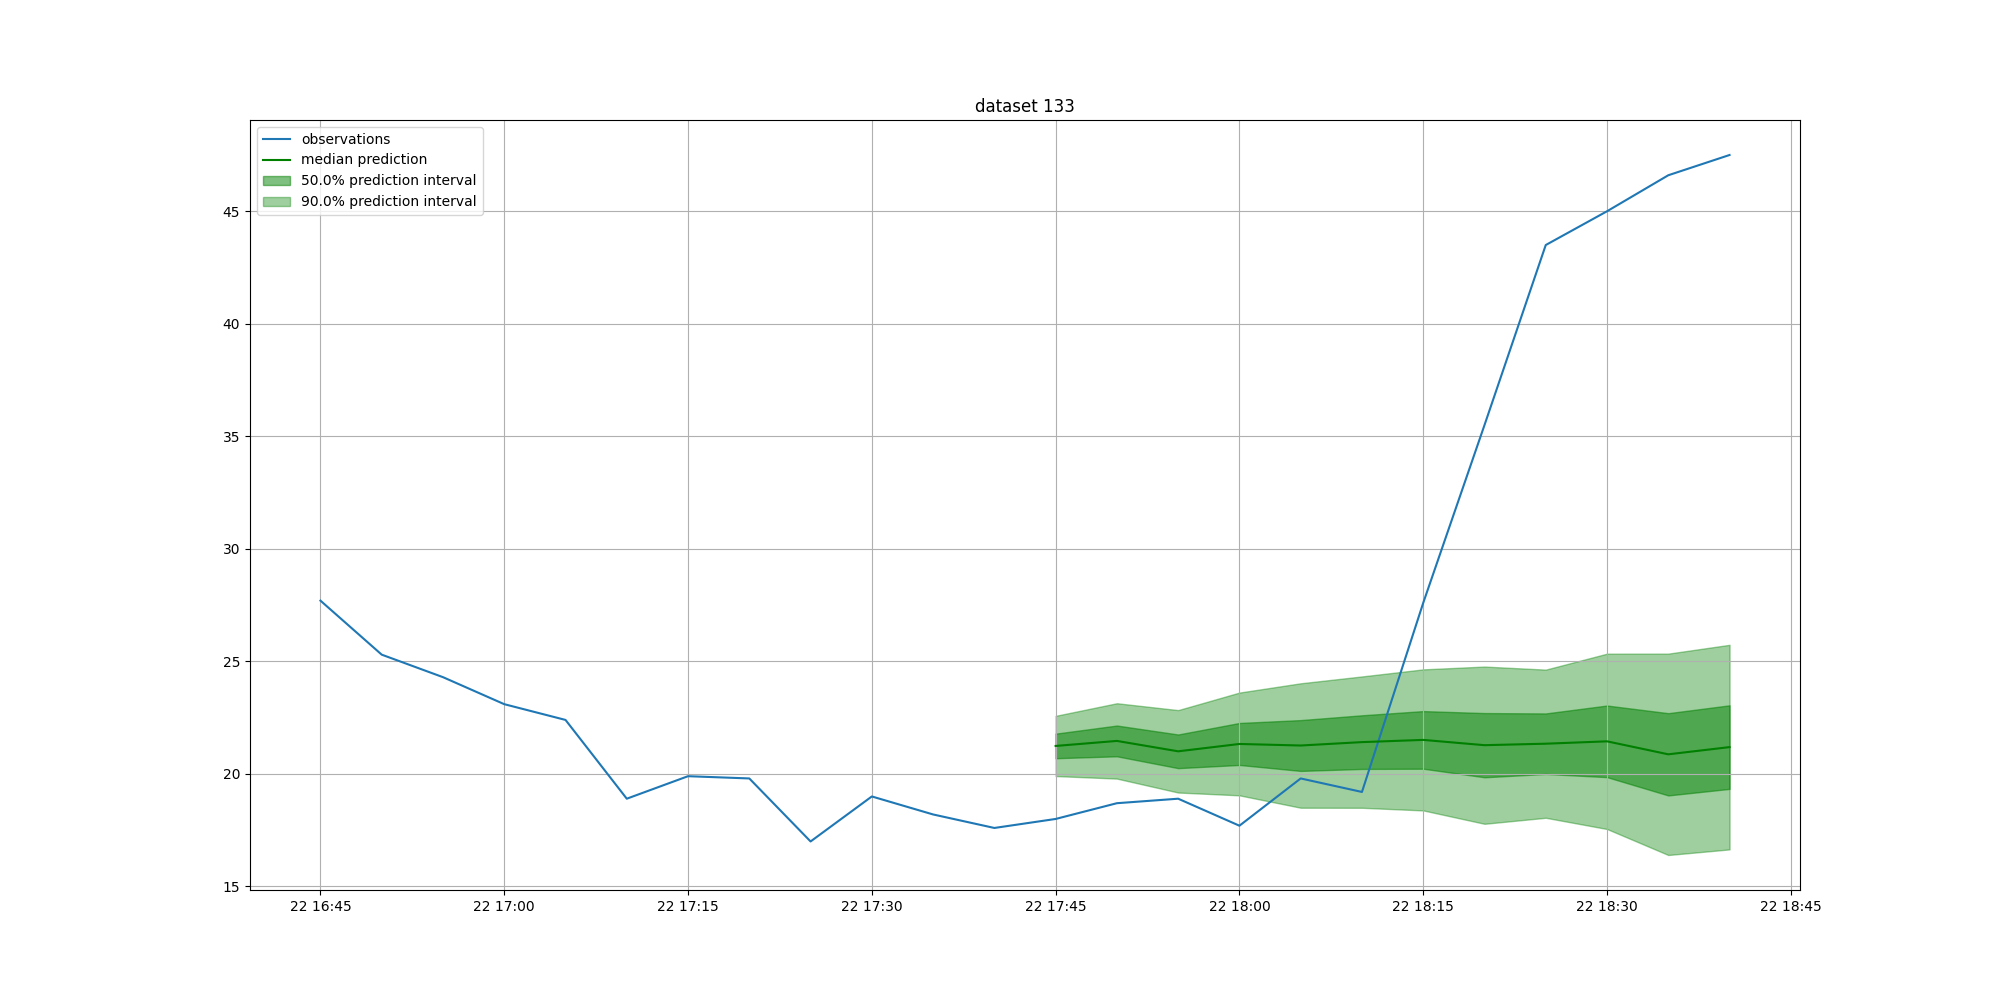 dataset 133
observations
median prediction
50.0% prediction interval
90.0% prediction interval
45
40
35
30
25
20
15
22 16:45 22 17:00 22 17:15 22 17:30 22 17:45 22 18:00 22 18:15 22 18:30 22 18:45